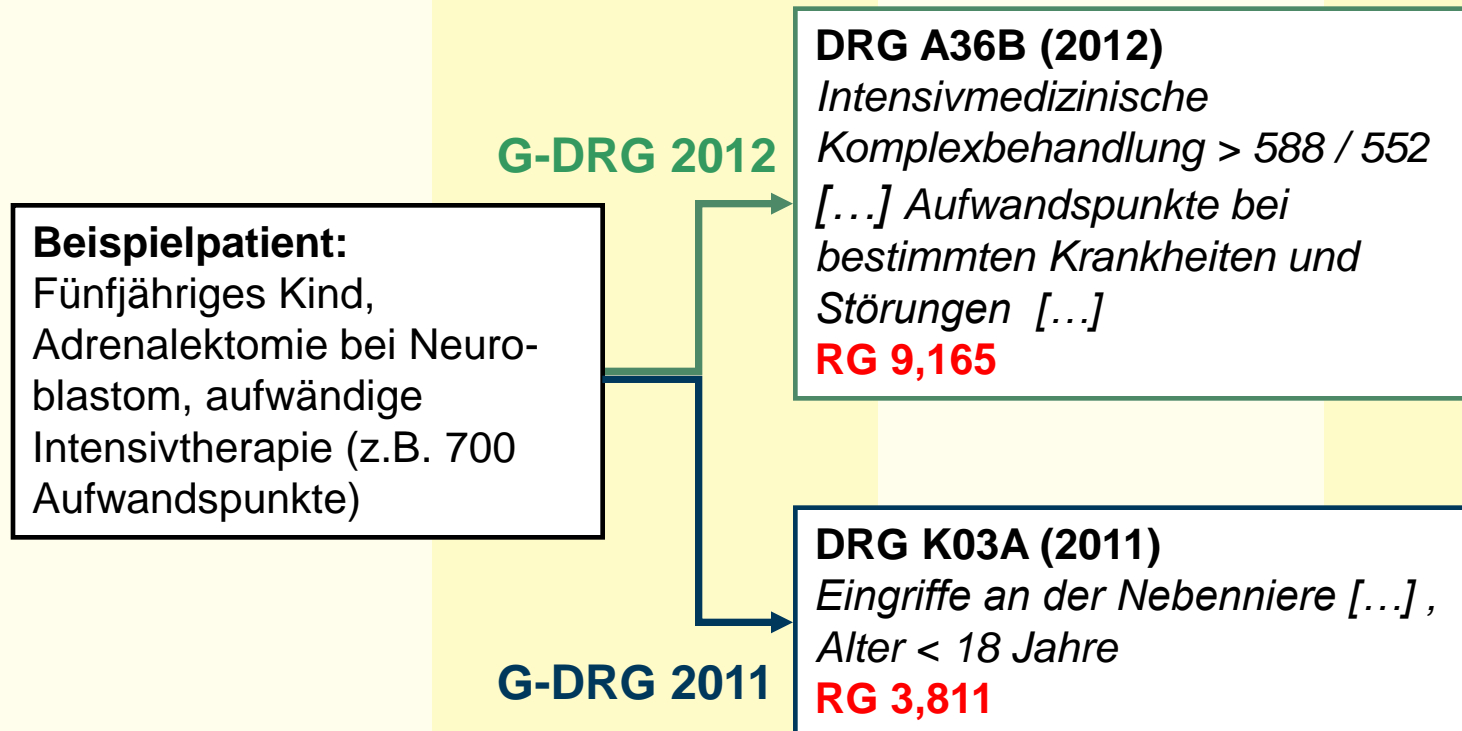 Beispielpatient:
Fünfjähriges Kind,
Adrenalektomie bei Neuro-
blastom, aufwändige
Intensivtherapie (z.B. 700
Aufwandspunkte)
G-DRG 2012
DRG A36B (2012)
Intensivmedizinische
Komplexbehandlung > 588 / 552
[…] Aufwandspunkte bei
bestimmten Krankheiten und
Störungen […]
RG 9,165
G-DRG 2011
DRG K03A (2011)
Eingriffe an der Nebenniere […] ,
Alter < 18 Jahre
RG 3,811